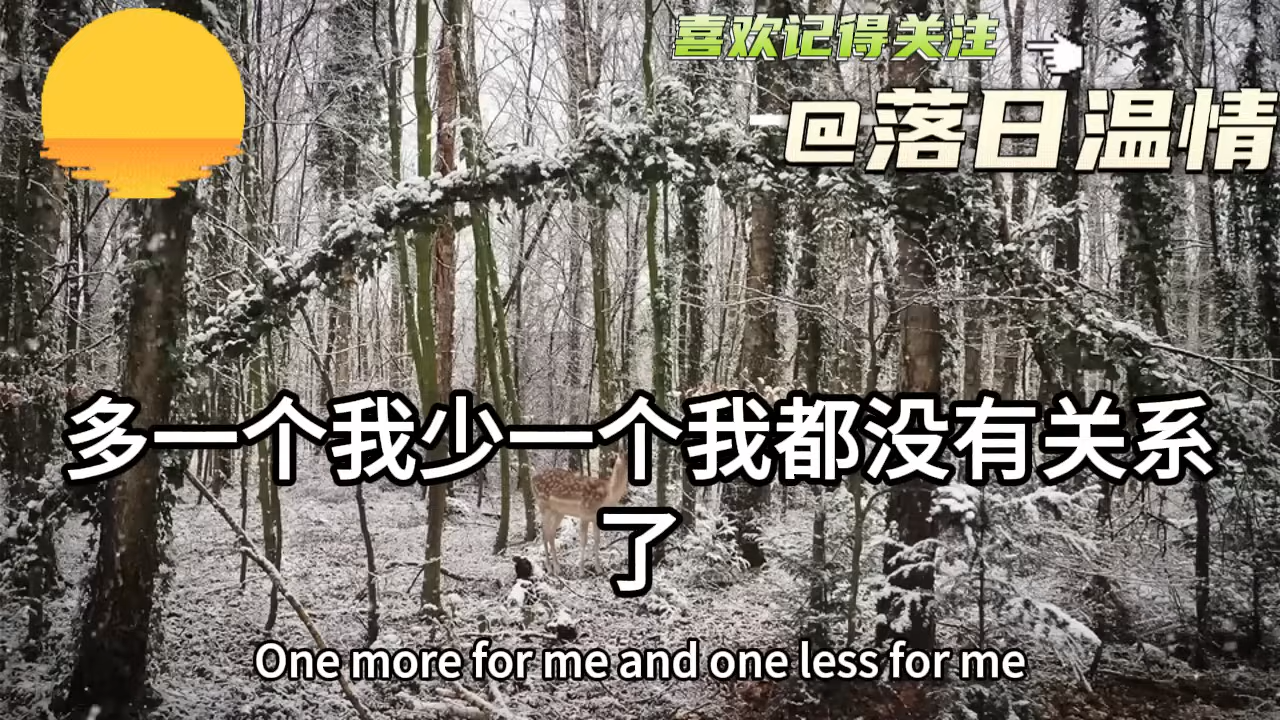 喜欢记得关注
@落日温情
多一个我少一个我都没有关系
了
One more for me and one less for me